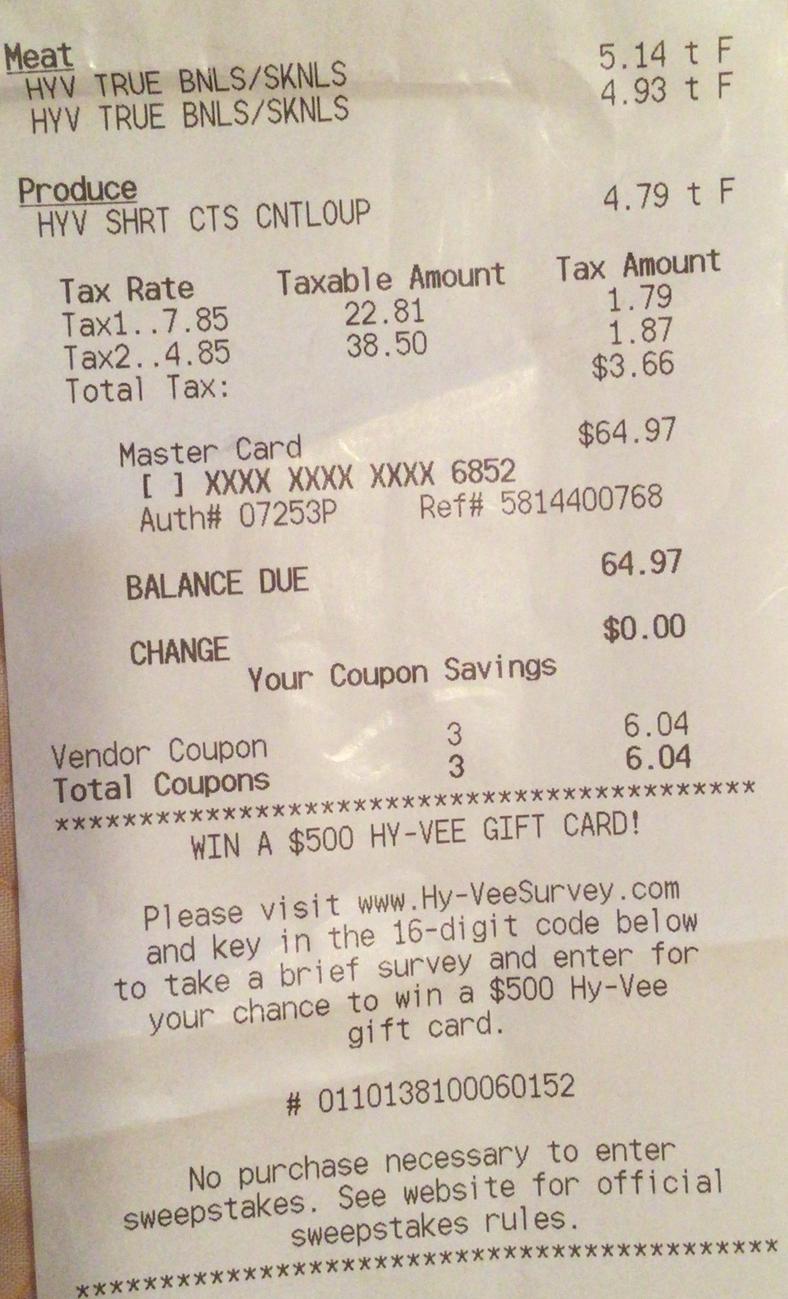 Meat
HYV TRUE BNLS/SKNLS 5.14 t F
HYV TRUE BNLS/SKNLS 4.93 t F
Produce
HYV SHRT CTS CNTLOUP 4.79 t F
Tax Rate Taxable Amount Tax Amount
Tax1..7.85 22.81 1.79
Tax2..4.85 38.50 1.87
Total Tax: $3.66
Master Card $64.97
[ ] XXXX XXXX XXXX 6852
Auth# 07253P Ref# 5814400768
BALANCE DUE 64.97
CHANGE $0.00
Your Coupon Savings
Vendor Coupon 3 6.04
Total Coupons 3 6.04
******************************************
WIN A $500 HY-VEE GIFT CARD!
Please visit www.Hy-VeeSurvey.com
and key in the 16-digit code below
to take a brief survey and enter for
your chance to win a $500 Hy-Vee
gift card.
# 0110138100060152
No purchase necessary to enter
sweepstakes. See website for official
sweepstakes rules.
******************************************